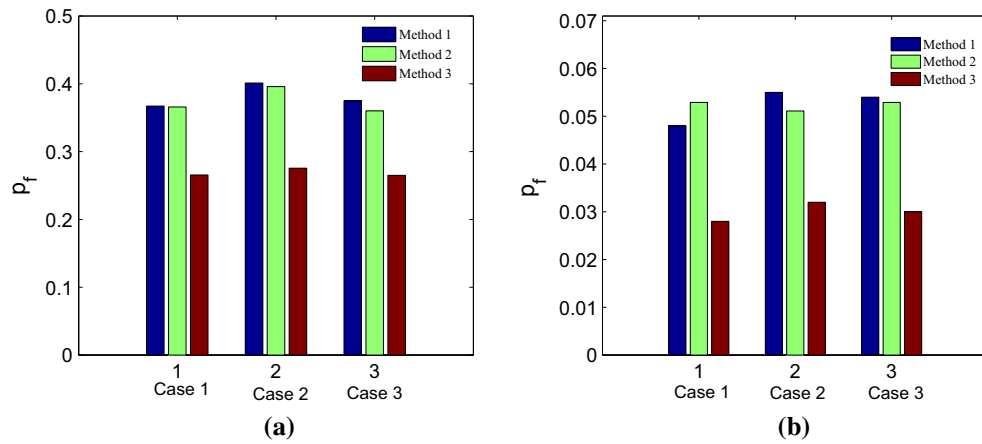 0.5
0.4
0.3
0.2
0.1
0
p_f
Method 1
Method 2
Method 3
1
2
3
Case 1
Case 2
Case 3
(a)
0.07
0.06
0.05
0.04
0.03
0.02
0.01
0
p_f
Method 1
Method 2
Method 3
1
2
3
Case 1
Case 2
Case 3
(b)